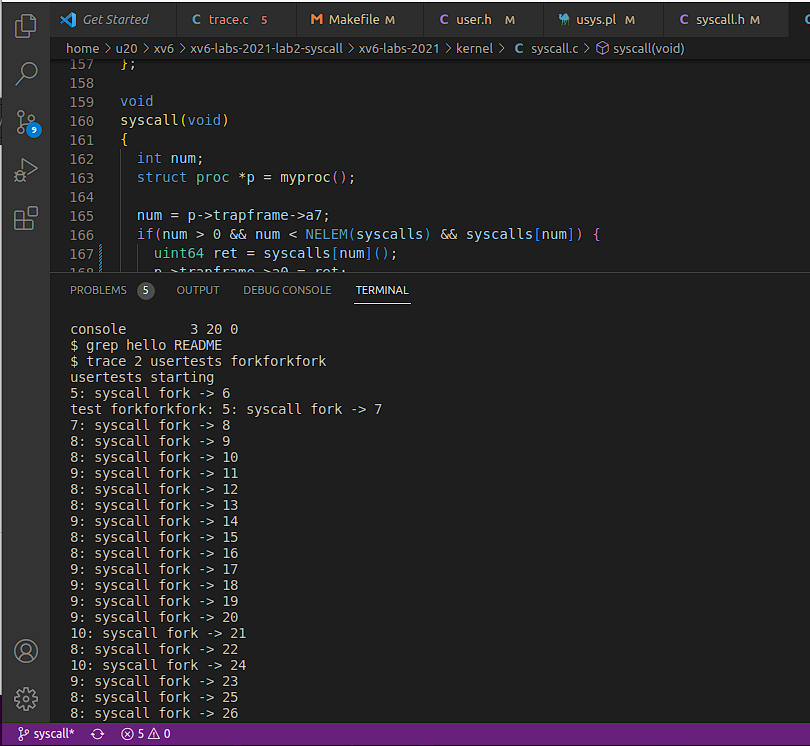 Get Started trace.c 5 Makefile M user.h M usys.pl M syscall.h M
home > u20 > xv6 > xv6-labs-2021-lab2-syscall > xv6-labs-2021 > kernel > C syscall.c > syscall(void)
157 };
158
159 void
160 syscall(void)
161 {
162 int num;
163 struct proc *p = myproc();
164
165 num = p->trapframe->a7;
166 if(num > 0 && num < NELEM(syscalls) && syscalls[num]) {
167 uint64 ret = syscalls[num]();
168 p->trapframe->a0 = ret;
PROBLEMS 5 OUTPUT DEBUG CONSOLE TERMINAL
console 3 20 0
$ grep hello README
$ trace 2 usertests forkforkfork
usertests starting
5: syscall fork -> 6
test forkforkfork: 5: syscall fork -> 7
7: syscall fork -> 8
8: syscall fork -> 9
8: syscall fork -> 10
9: syscall fork -> 11
8: syscall fork -> 12
8: syscall fork -> 13
9: syscall fork -> 14
8: syscall fork -> 15
8: syscall fork -> 16
9: syscall fork -> 17
9: syscall fork -> 18
9: syscall fork -> 19
9: syscall fork -> 20
10: syscall fork -> 21
8: syscall fork -> 22
10: syscall fork -> 24
9: syscall fork -> 23
8: syscall fork -> 25
8: syscall fork -> 26
9
syscall* 5 0